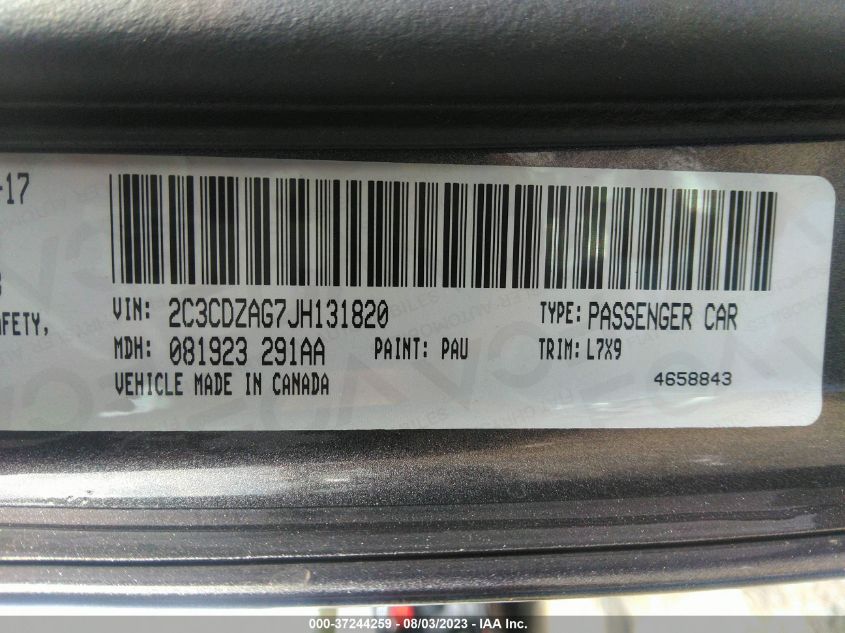 -17
AFETY,
VIN: 2C3CDZAG7JH131820 TYPE: PASSENGER CAR
MDH: 081923 291AA PAINT: PAU TRIM: L7X9
VEHICLE MADE IN CANADA 4658843
000-37244259 - 08/03/2023 - IAA Inc.